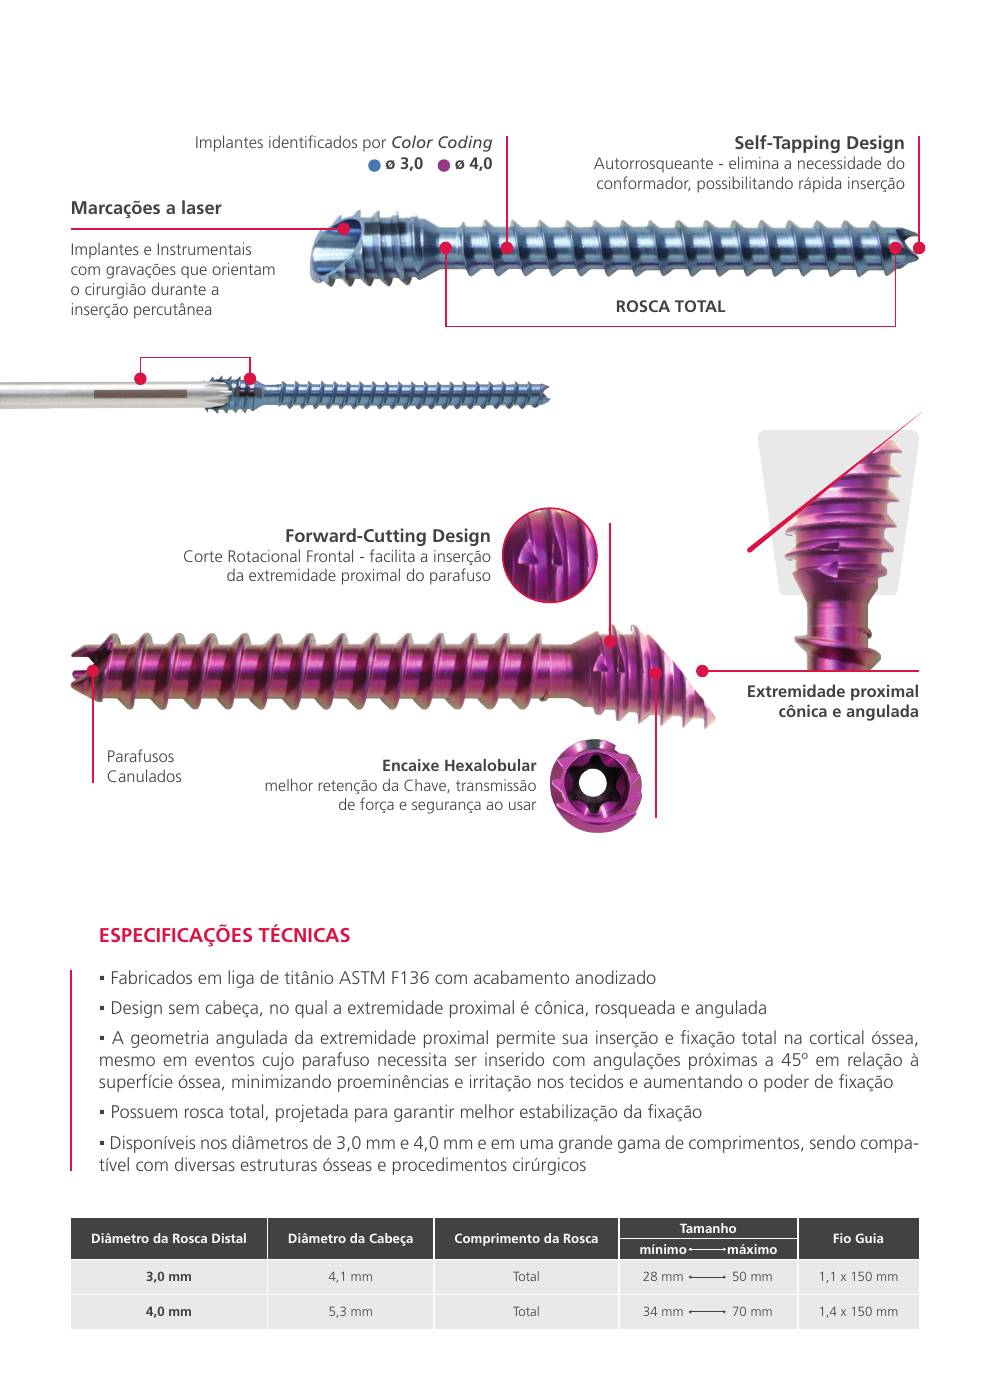 Implantes identificados por Color Coding
ø 3,0 ø 4,0
Self-Tapping Design
Autorrosqueante - elimina a necessidade do
conformador, possibilitando rápida inserção
Marcações a laser
Implantes e Instrumentais
com gravações que orientam
o cirurgião durante a
inserção percutânea
ROSCA TOTAL
Forward-Cutting Design
Corte Rotacional Frontal - facilita a inserção
da extremidade proximal do parafuso
Extremidade proximal
cônica e angulada
Parafusos
Canulados
Encaixe Hexalobular
melhor retenção da Chave, transmissão
de força e segurança ao usar
ESPECIFICAÇÕES TÉCNICAS
▪ Fabricados em liga de titânio ASTM F136 com acabamento anodizado
▪ Design sem cabeça, no qual a extremidade proximal é cônica, rosqueada e angulada
▪ A geometria angulada da extremidade proximal permite sua inserção e fixação total na cortical óssea,
mesmo em eventos cujo parafuso necessita ser inserido com angulações próximas a 45º em relação à
superfície óssea, minimizando proeminências e irritação nos tecidos e aumentando o poder de fixação
▪ Possuem rosca total, projetada para garantir melhor estabilização da fixação
▪ Disponíveis nos diâmetros de 3,0 mm e 4,0 mm e em uma grande gama de comprimentos, sendo compa-
tível com diversas estruturas ósseas e procedimentos cirúrgicos
Diâmetro da Rosca Distal Diâmetro da Cabeça Comprimento da Rosca Tamanho Fio Guia
mínimo máximo
3,0 mm 4,1 mm Total 28 mm 50 mm 1,1 x 150 mm
4,0 mm 5,3 mm Total 34 mm 70 mm 1,4 x 150 mm